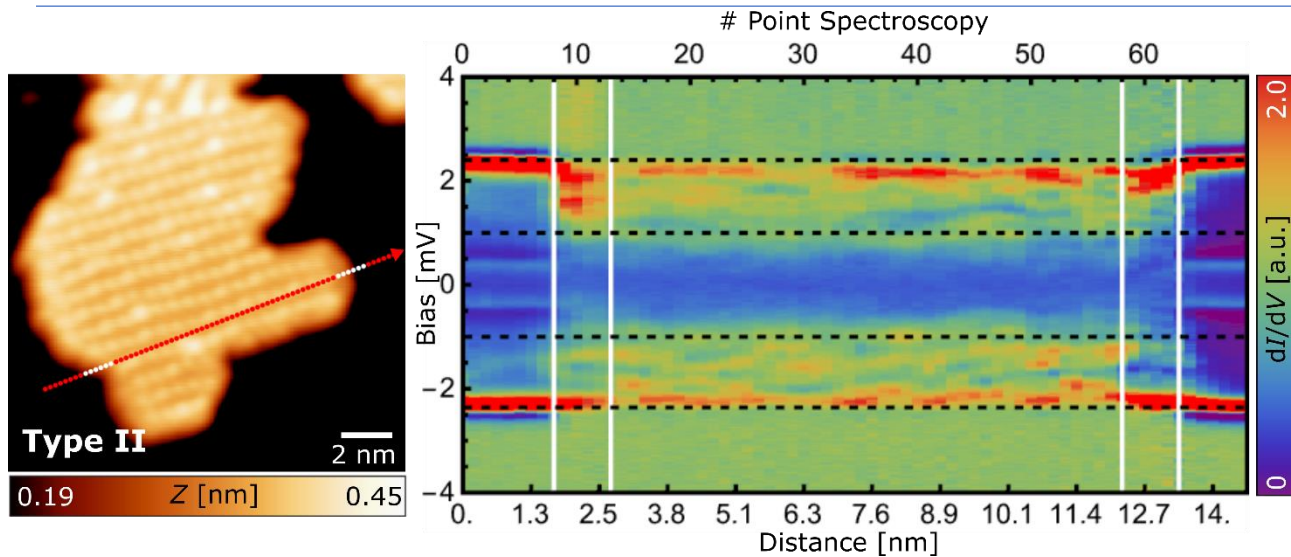 # Point Spectroscopy
0 10 20 30 40 50 60
4
2
0
−2
−4
Bias [mV]
0. 1.3 2.5 3.8 5.1 6.3 7.6 8.9 10.1 11.4 12.7 14.
Distance [nm]
2.0
dI/dV [a.u.]
0
Type II
2 nm
0.19 Z [nm] 0.45